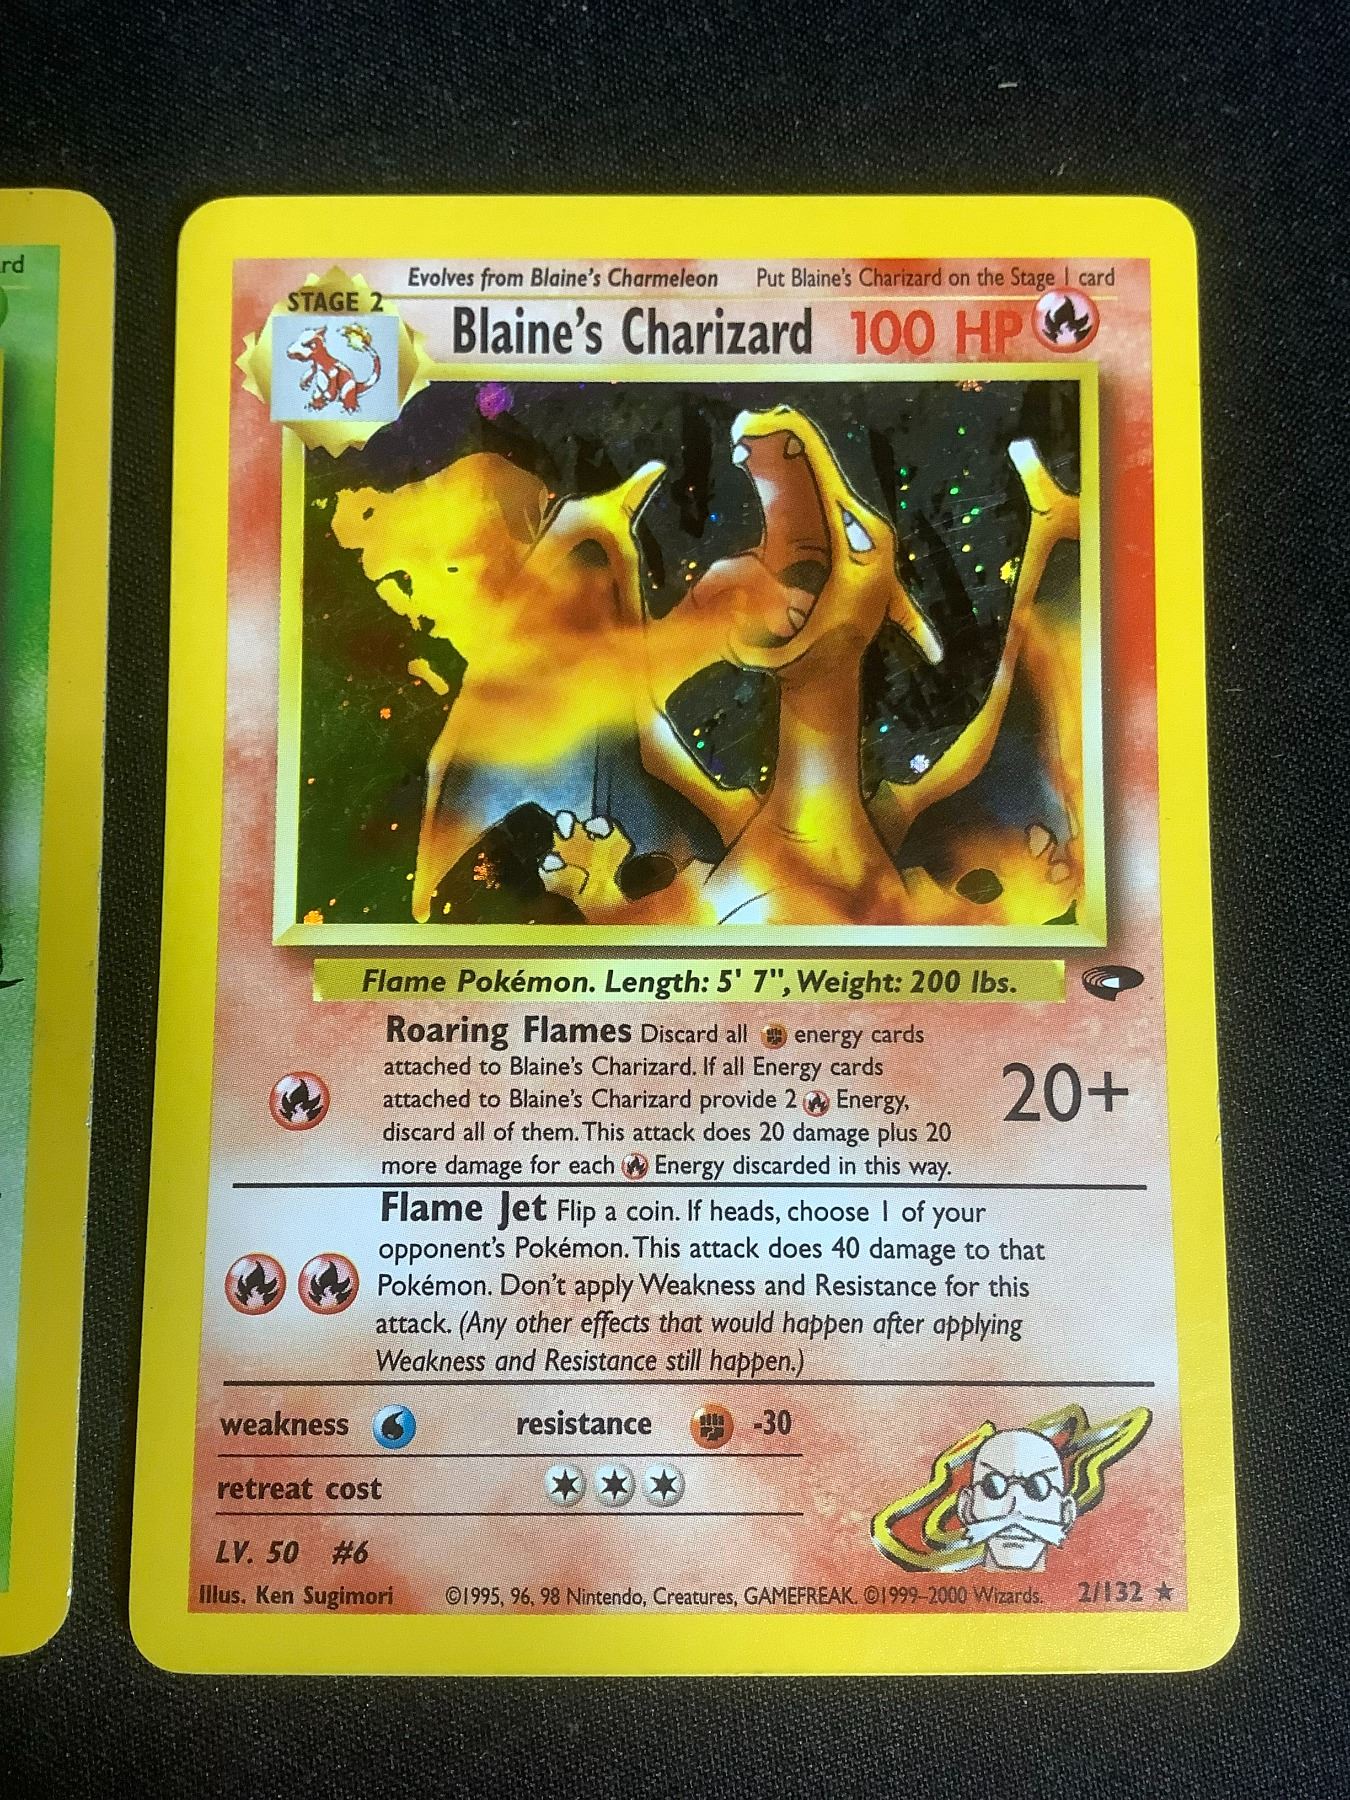 rd
Evolves from Blaine's Charmeleon Put Blaine's Charizard on the Stage 1 card
STAGE 2
Blaine's Charizard 100 HP
Flame Pokémon. Length: 5' 7", Weight: 200 lbs.
Roaring Flames Discard all energy cards
attached to Blaine's Charizard. If all Energy cards
attached to Blaine's Charizard provide 2 Energy,
discard all of them. This attack does 20 damage plus 20
more damage for each Energy discarded in this way.
20+
Flame Jet Flip a coin. If heads, choose 1 of your
opponent's Pokémon. This attack does 40 damage to that
Pokémon. Don't apply Weakness and Resistance for this
attack. (Any other effects that would happen after applying
Weakness and Resistance still happen.)
weakness resistance -30
retreat cost
LV. 50 #6
Illus. Ken Sugimori ©1995, 96, 98 Nintendo, Creatures, GAMEFREAK. ©1999-2000 Wizards. 2/132 ★